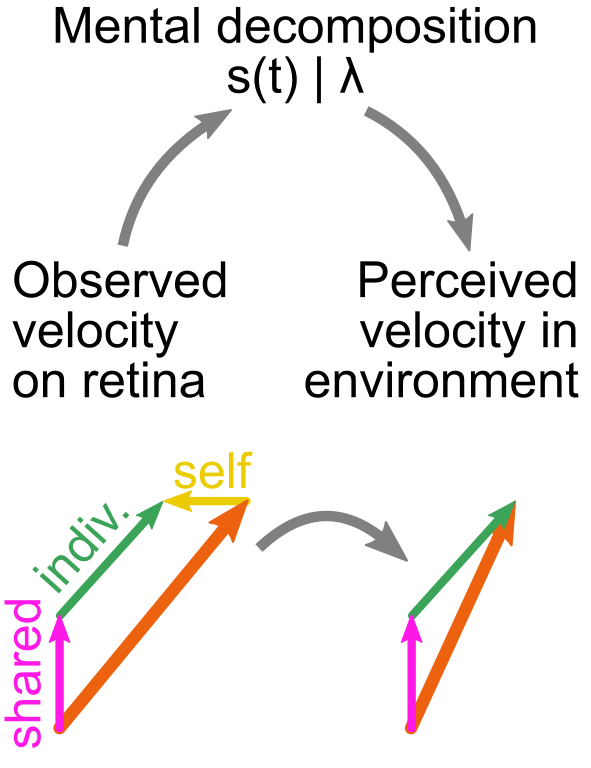 Mental decomposition
s(t) | λ
Observed
velocity
on retina
Perceived
velocity in
environment
self
indiv.
shared